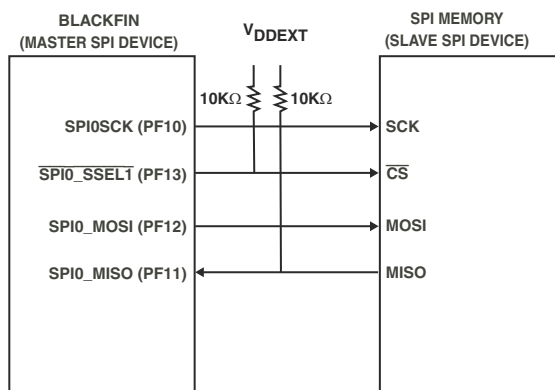 BLACKFIN
(MASTER SPI DEVICE)
SPI MEMORY
(SLAVE SPI DEVICE)
VDDEXT
10KΩ 10KΩ
SPI0SCK (PF10) SCK
SPI0_SSEL1 (PF13) CS
SPI0_MOSI (PF12) MOSI
SPI0_MISO (PF11) MISO